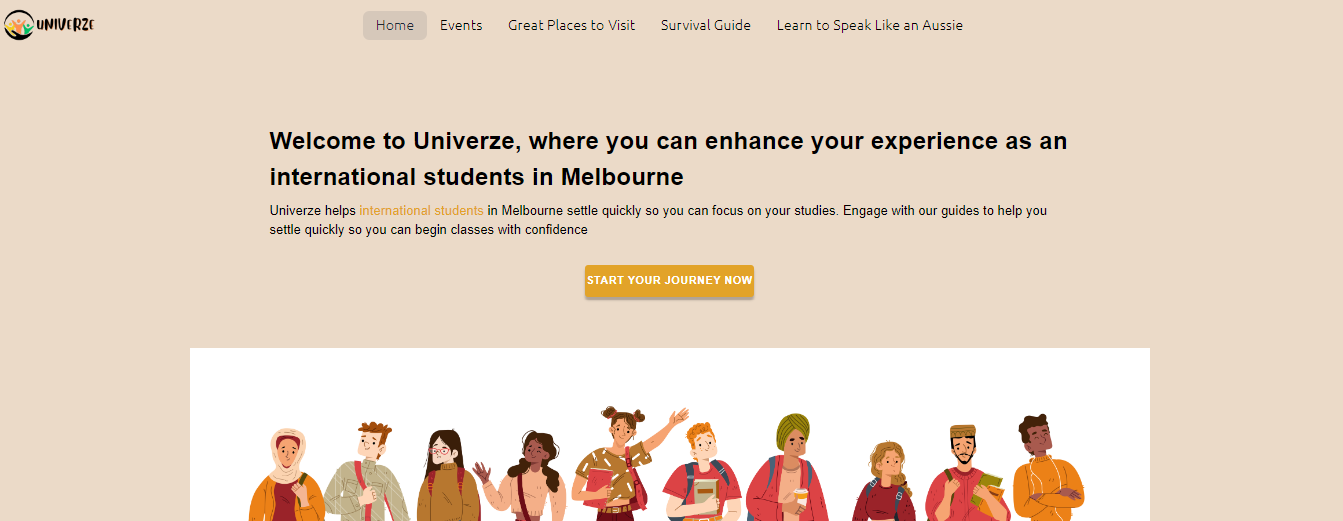 UNIVERZE
Home Events Great Places to Visit Survival Guide Learn to Speak Like an Aussie
Welcome to Univerze, where you can enhance your experience as an
international students in Melbourne
Univerze helps international students in Melbourne settle quickly so you can focus on your studies. Engage with our guides to help you
settle quickly so you can begin classes with confidence
START YOUR JOURNEY NOW